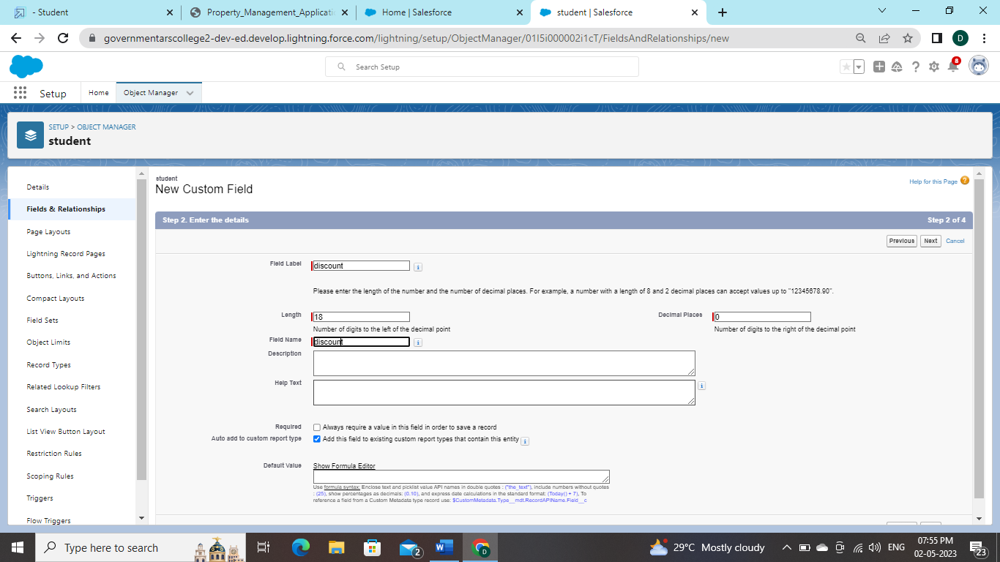 - Student
Property_Management_Applicati
Home | Salesforce
student | Salesforce
governmentarscollege2-dev-ed.develop.lightning.force.com/lightning/setup/ObjectManager/01I5i000002i1cT/FieldsAndRelationships/new
D
Search Setup
8
Setup
Home
Object Manager
SETUP > OBJECT MANAGER
student
Details
Fields & Relationships
Page Layouts
Lightning Record Pages
Buttons, Links, and Actions
Compact Layouts
Field Sets
Object Limits
Record Types
Related Lookup Filters
Search Layouts
List View Button Layout
Restriction Rules
Scoping Rules
Triggers
Flow Triggers
student
New Custom Field
Help for this Page
Step 2. Enter the details
Step 2 of 4
Previous Next Cancel
Field Label discount
Please enter the length of the number and the number of decimal places. For example, a number with a length of 8 and 2 decimal places can accept values up to "12345678.90".
Length 18
Decimal Places 0
Number of digits to the left of the decimal point
Number of digits to the right of the decimal point
Field Name discount
Description
Help Text
Required Always require a value in this field in order to save a record
Auto add to custom report type Add this field to existing custom report types that contain this entity
Default Value Show Formula Editor
Use formula syntax: Enclose text and picklist value API names in double quotes : ("the_text"), include numbers without quotes
: (25), show percentages as decimals: (0.10), and express date calculations in the standard format: (Today() + 7), To
reference a field from a Custom Metadata type record use: $CustomMetadata.Type__mdt.RecordAPIName.Field__c
Type here to search
2
29°C Mostly cloudy
ENG
07:55 PM
02-05-2023
23